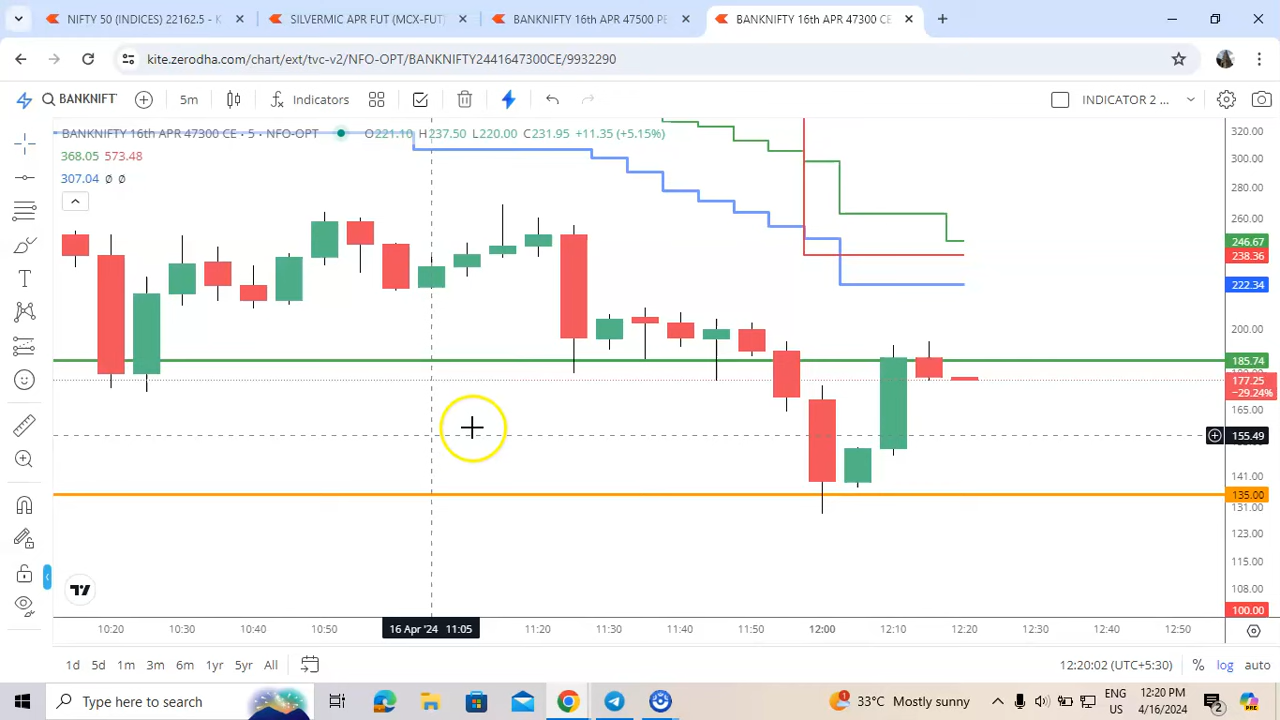 NIFTY 50 (INDICES) 22162.5 - K
SILVERMIC APR FUT (MCX-FUT)
BANKNIFTY 16th APR 47500 PE
BANKNIFTY 16th APR 47300 CE
kite.zerodha.com/chart/ext/tvc-v2/NFO-OPT/BANKNIFTY2441647300CE/9932290
BANKNIFT
5m
Indicators
INDICATOR 2 ...
BANKNIFTY 16th APR 47300 CE · 5 · NFO-OPT
O221.10 H237.50 L220.00 C231.95 +11.35 (+5.15%)
368.05 573.48
307.04 ø ø
320.00
300.00
280.00
260.00
246.67
238.36
222.34
200.00
185.74
177.25
−29.24%
165.00
155.49
141.00
135.00
131.00
123.00
115.00
108.00
100.00
10:20 10:30 10:40 10:50 16 Apr '24 11:05 11:20 11:30 11:40 11:50 12:00 12:10 12:20 12:30 12:40 12:50
1d 5d 1m 3m 6m 1yr 5yr All
12:20:02 (UTC+5:30) % log auto
Type here to search
1
33°C Mostly sunny
ENG
US
12:20 PM
4/16/2024
2
PRE